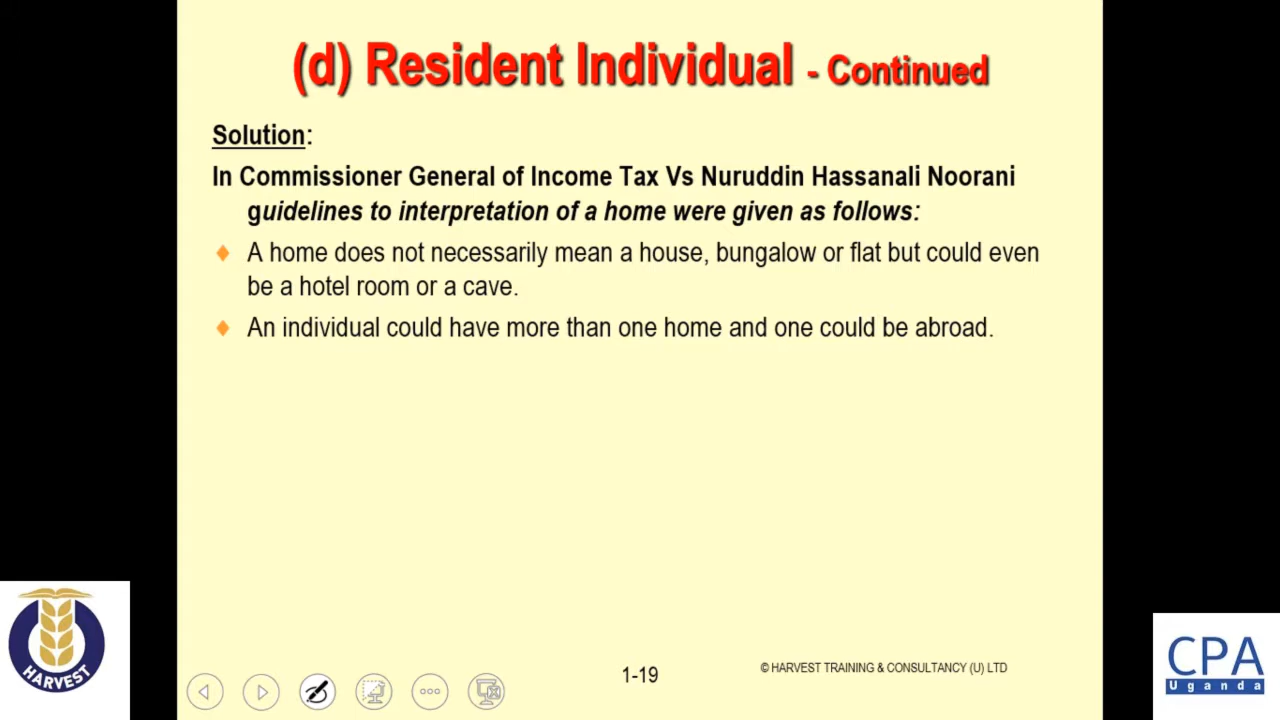 (d) Resident Individual - Continued
Solution:
In Commissioner General of Income Tax Vs Nuruddin Hassanali Noorani
guidelines to interpretation of a home were given as follows:
A home does not necessarily mean a house, bungalow or flat but could even
be a hotel room or a cave.
An individual could have more than one home and one could be abroad.
HARVEST
1-19
© HARVEST TRAINING & CONSULTANCY (U) LTD
CPA
Uganda